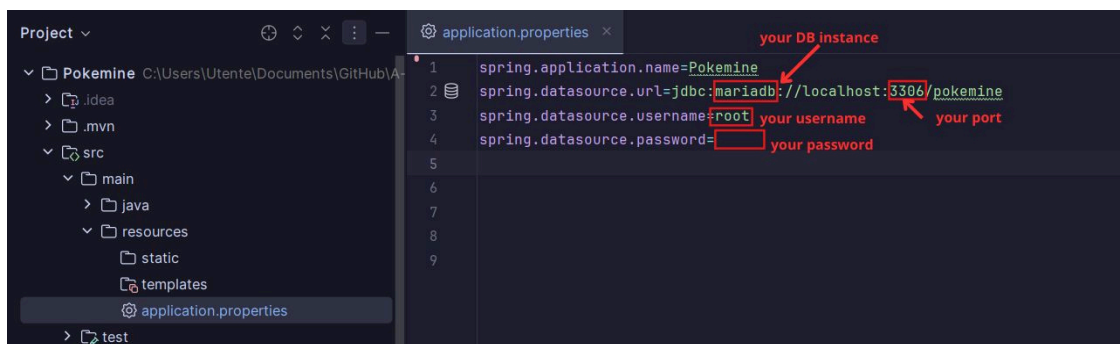 Project
Pokemine C:\Users\Utente\Documents\GitHub\A-
.idea
.mvn
src
main
java
resources
static
templates
application.properties
test
application.properties
your DB instance
1 spring.application.name=Pokemine
2 spring.datasource.url=jdbc:mariadb://localhost:3306/pokemine
3 spring.datasource.username=root your username your port
4 spring.datasource.password= your password
5
6
7
8
9